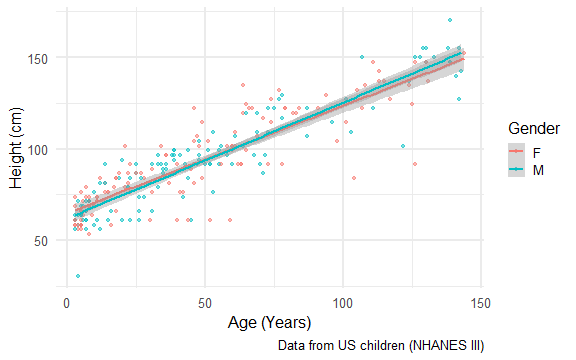 150
100
50
Height (cm)
0
50
100
150
Age (Years)
Gender
F
M
Data from US children (NHANES III)